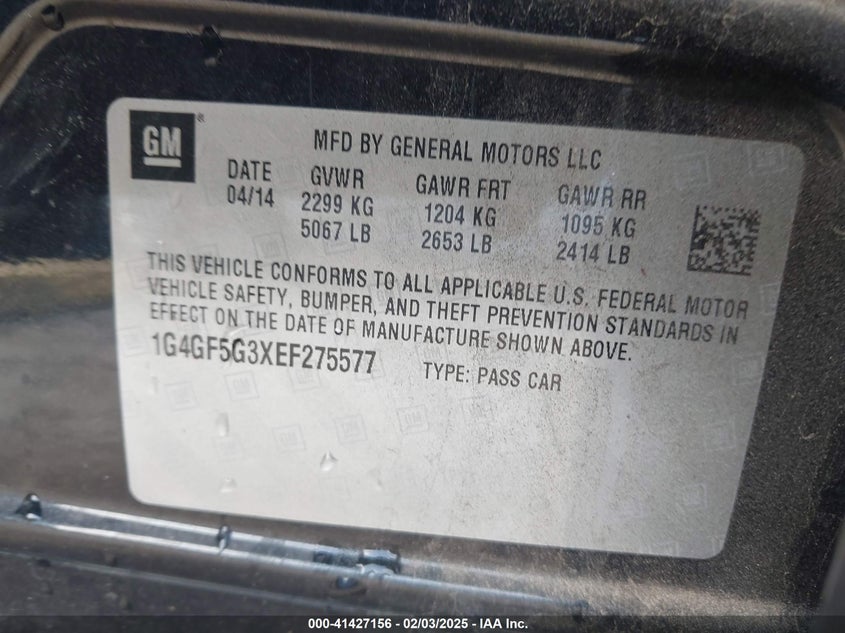 GM ®
MFD BY GENERAL MOTORS LLC
DATE GVWR GAWR FRT GAWR RR
04/14 2299 KG 1204 KG 1095 KG
5067 LB 2653 LB 2414 LB
THIS VEHICLE CONFORMS TO ALL APPLICABLE U.S. FEDERAL MOTOR
VEHICLE SAFETY, BUMPER, AND THEFT PREVENTION STANDARDS IN
EFFECT ON THE DATE OF MANUFACTURE SHOWN ABOVE.
1G4GF5G3XEF275577 TYPE: PASS CAR
000-41427156 - 02/03/2025 - IAA Inc.